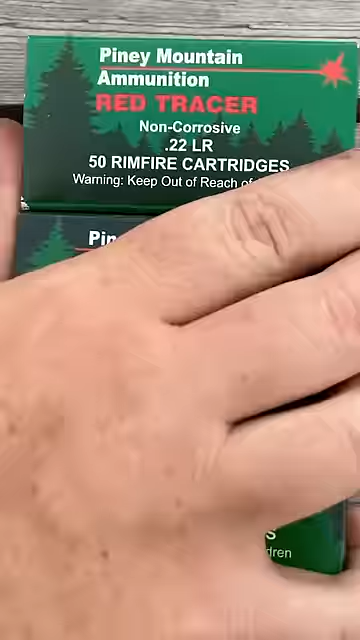 Piney Mountain
Ammunition
RED TRACER
Non-Corrosive
.22 LR
50 RIMFIRE CARTRIDGES
Warning: Keep Out of Reach of
Pin
S
dren